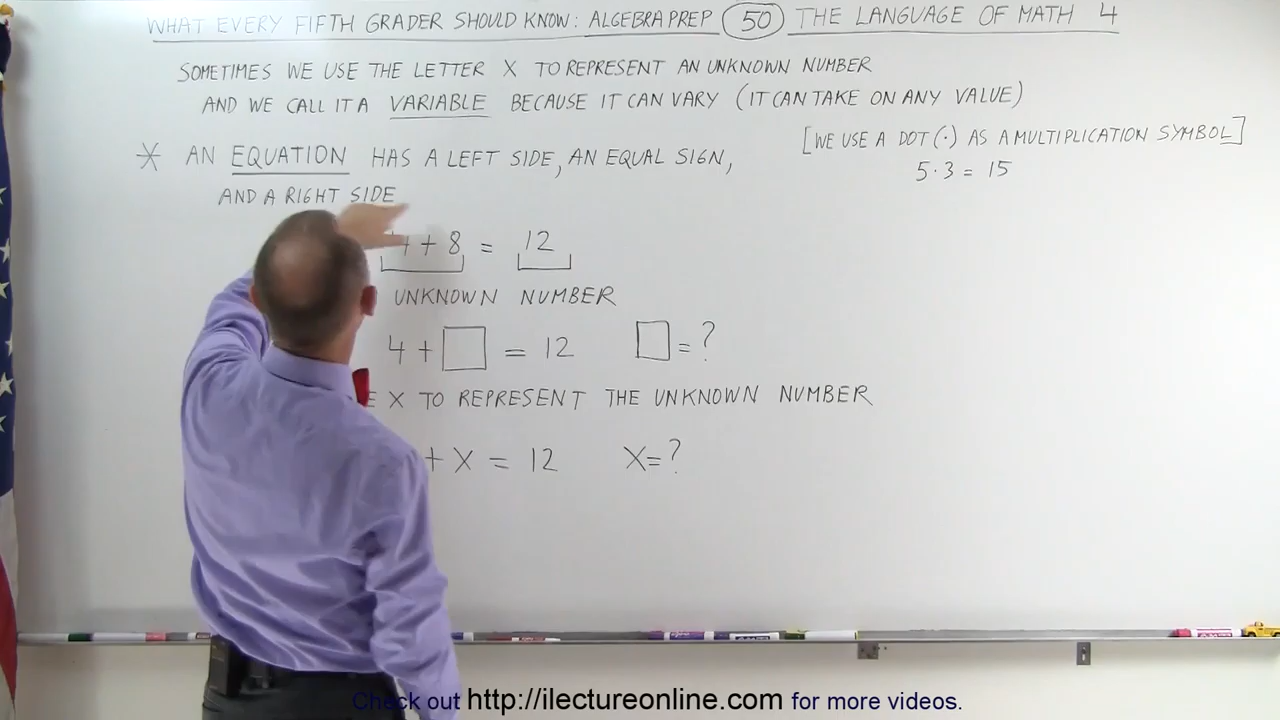 WHAT EVERY FIFTH GRADER SHOULD KNOW: ALGEBRA PREP 50 THE LANGUAGE OF MATH 4
SOMETIMES WE USE THE LETTER X TO REPRESENT AN UNKNOWN NUMBER
AND WE CALL IT A VARIABLE BECAUSE IT CAN VARY (IT CAN TAKE ON ANY VALUE)
[WE USE A DOT (·) AS A MULTIPLICATION SYMBOL]
5·3 = 15
* AN EQUATION HAS A LEFT SIDE, AN EQUAL SIGN,
AND A RIGHT SIDE
4 + 8 = 12
UNKNOWN NUMBER
4 + □ = 12 □ = ?
X TO REPRESENT THE UNKNOWN NUMBER
+ X = 12 X = ?
Check out http://ilectureonline.com for more videos.